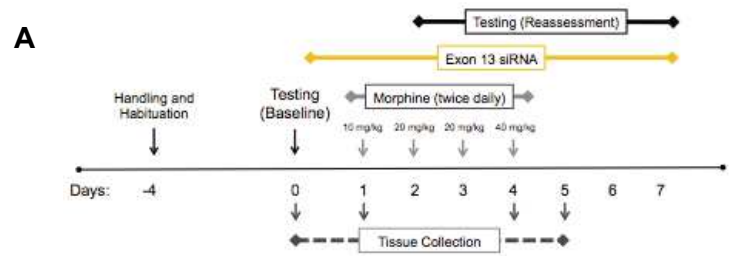 A
Testing (Reassessment)
Exon 13 siRNA
Handling and
Habituation
Testing
(Baseline)
Morphine (twice daily)
10 mg/kg 20 mg/kg 20 mg/kg 40 mg/kg
Days: -4 0 1 2 3 4 5 6 7
Tissue Collection